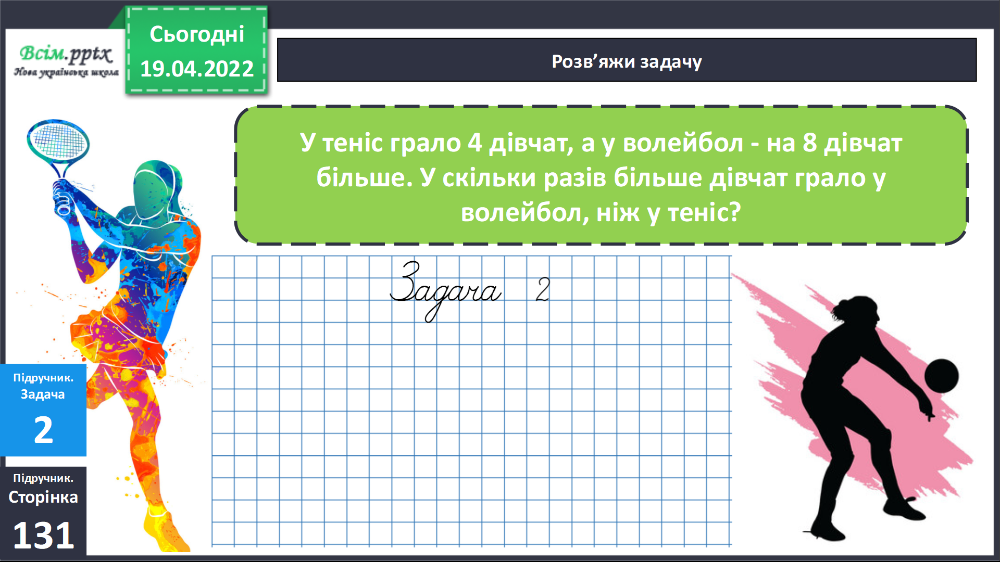 Всім.pptx
Нова українська школа
Сьогодні
19.04.2022
Розв’яжи задачу
У теніс грало 4 дівчат, а у волейбол - на 8 дівчат
більше. У скільки разів більше дівчат грало у
волейбол, ніж у теніс?
Задача 2
Підручник.
Задача
2
Підручник.
Сторінка
131